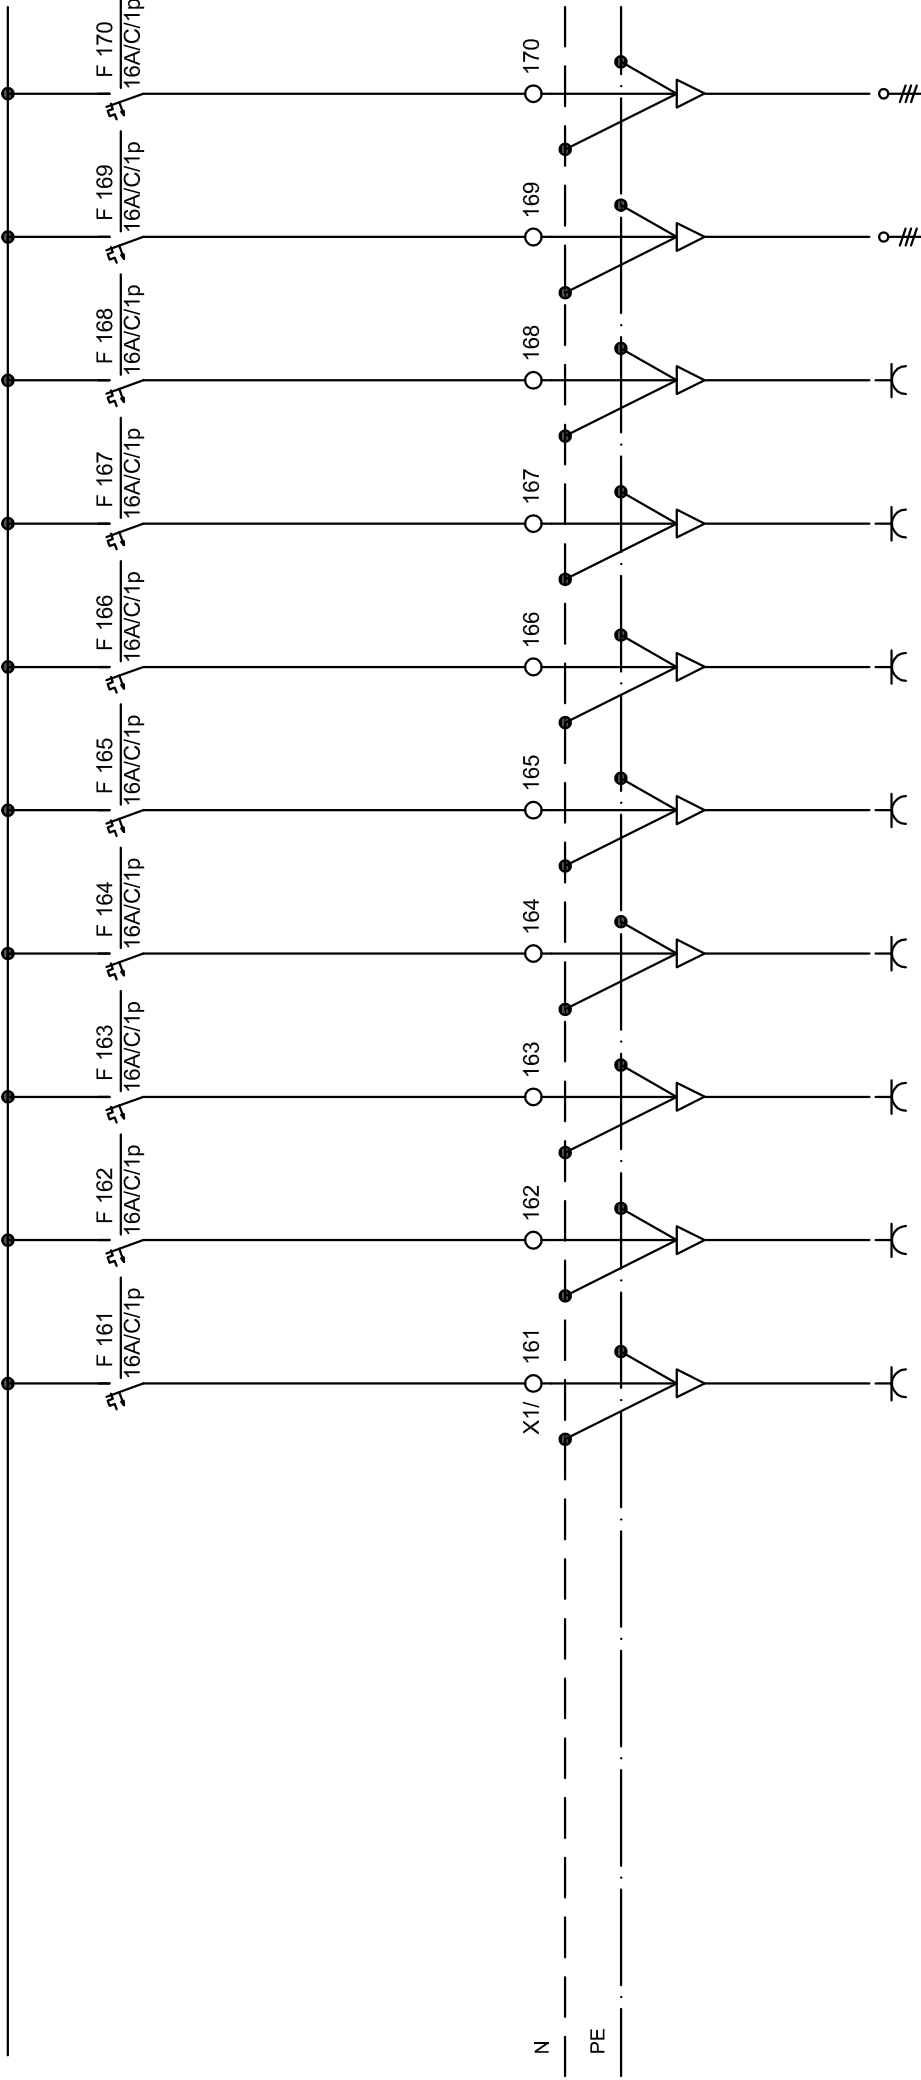 F 161
16A/C/1p
F 162
16A/C/1p
F 163
16A/C/1p
F 164
16A/C/1p
F 165
16A/C/1p
F 166
16A/C/1p
F 167
16A/C/1p
F 168
16A/C/1p
F 169
16A/C/1p
F 170
16A/C/1p
X1/ 161
162
163
164
165
166
167
168
169
170
N
PE